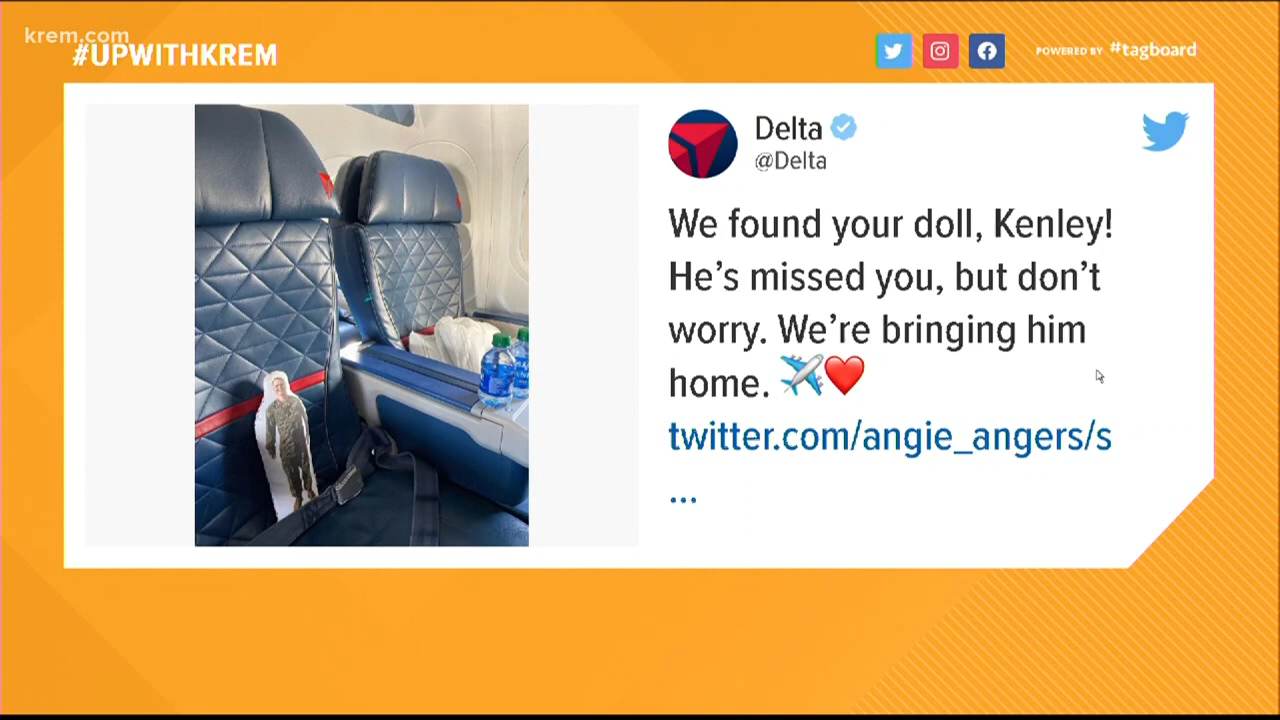 krem.com
#UPWITHKREM
POWERED BY #tagboard
Delta
@Delta
We found your doll, Kenley!
He's missed you, but don't
worry. We're bringing him
home. ✈️❤️
twitter.com/angie_angers/s
...